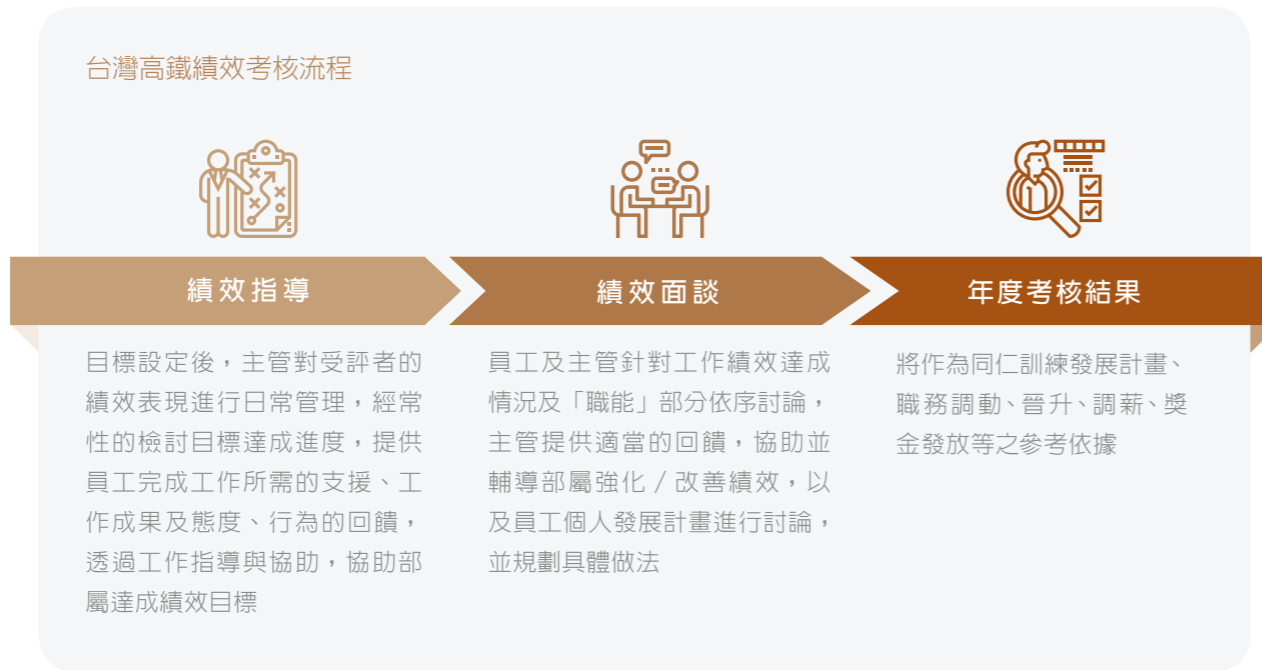 台灣高鐵績效考核流程
績效指導
目標設定後，主管對受評者的
績效表現進行日常管理，經常
性的檢討目標達成進度，提供
員工完成工作所需的支援、工
作成果及態度、行為的回饋，
透過工作指導與協助，協助部
屬達成績效目標
績效面談
員工及主管針對工作績效達成
情況及「職能」部分依序討論，
主管提供適當的回饋，協助並
輔導部屬強化 / 改善績效，以
及員工個人發展計畫進行討論，
並規劃具體做法
年度考核結果
將作為同仁訓練發展計畫、
職務調動、晉升、調薪、獎
金發放等之參考依據